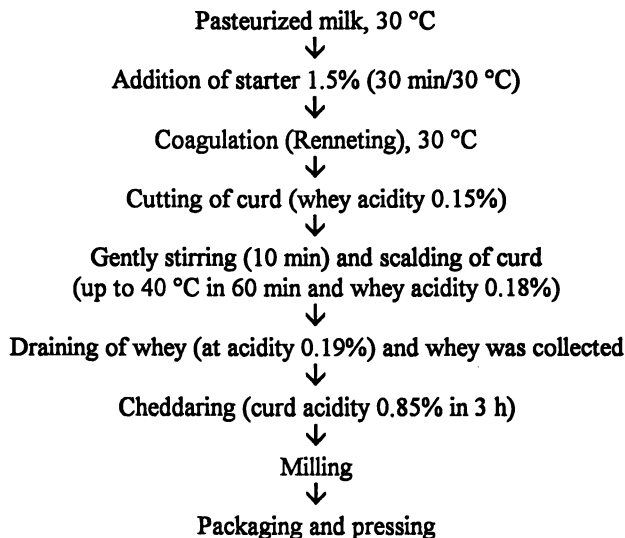 Pasteurized milk, 30 °C
Addition of starter 1.5% (30 min/30 °C)
Coagulation (Renneting), 30 °C
Cutting of curd (whey acidity 0.15%)
Gently stirring (10 min) and scalding of curd
(up to 40 °C in 60 min and whey acidity 0.18%)
Draining of whey (at acidity 0.19%) and whey was collected
Cheddaring (curd acidity 0.85% in 3 h)
Milling
Packaging and pressing